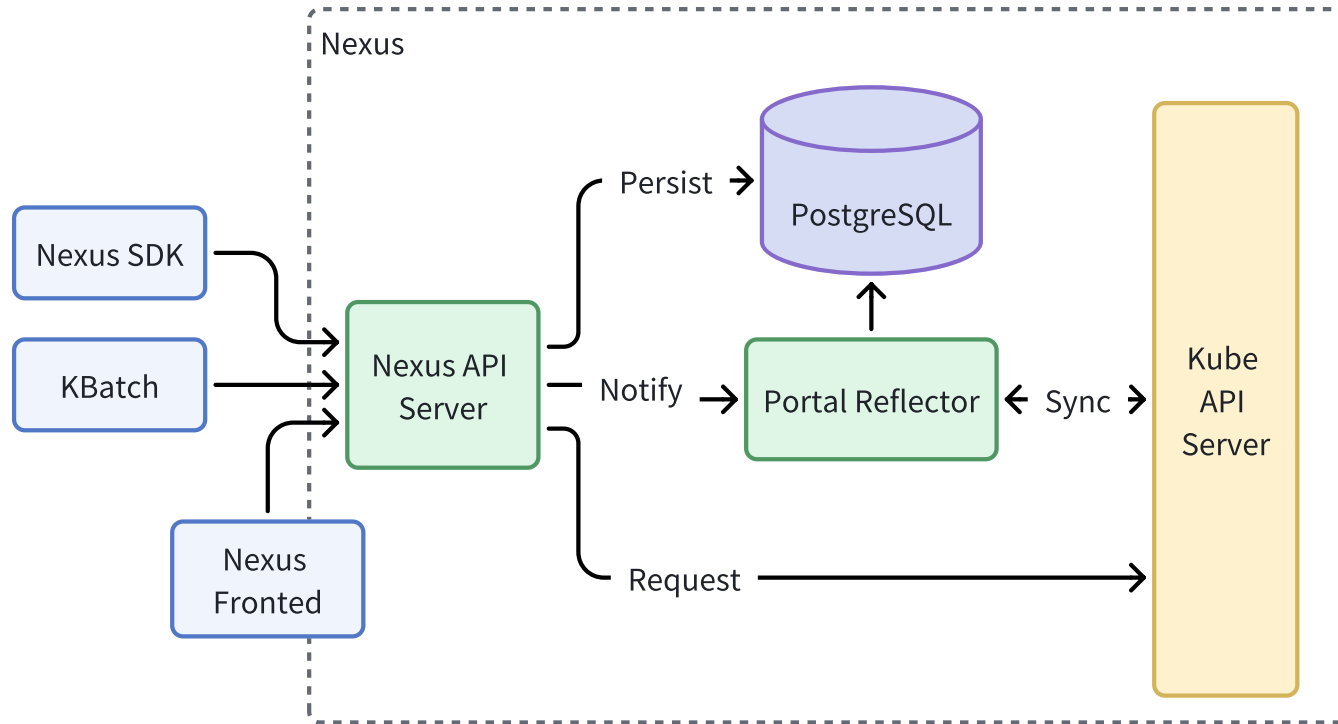 Nexus
Persist
PostgreSQL
Nexus SDK
KBatch
Nexus API
Server
Notify
Portal Reflector
Sync
Kube
API
Server
Nexus
Fronted
Request